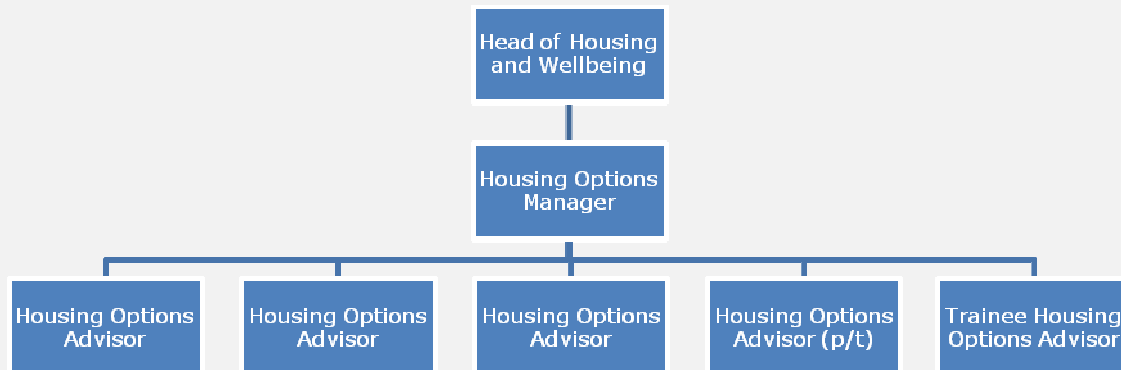 Head of Housing
and Wellbeing
Housing Options
Manager
Housing Options
Advisor
Housing Options
Advisor
Housing Options
Advisor
Housing Options
Advisor (p/t)
Trainee Housing
Options Advisor